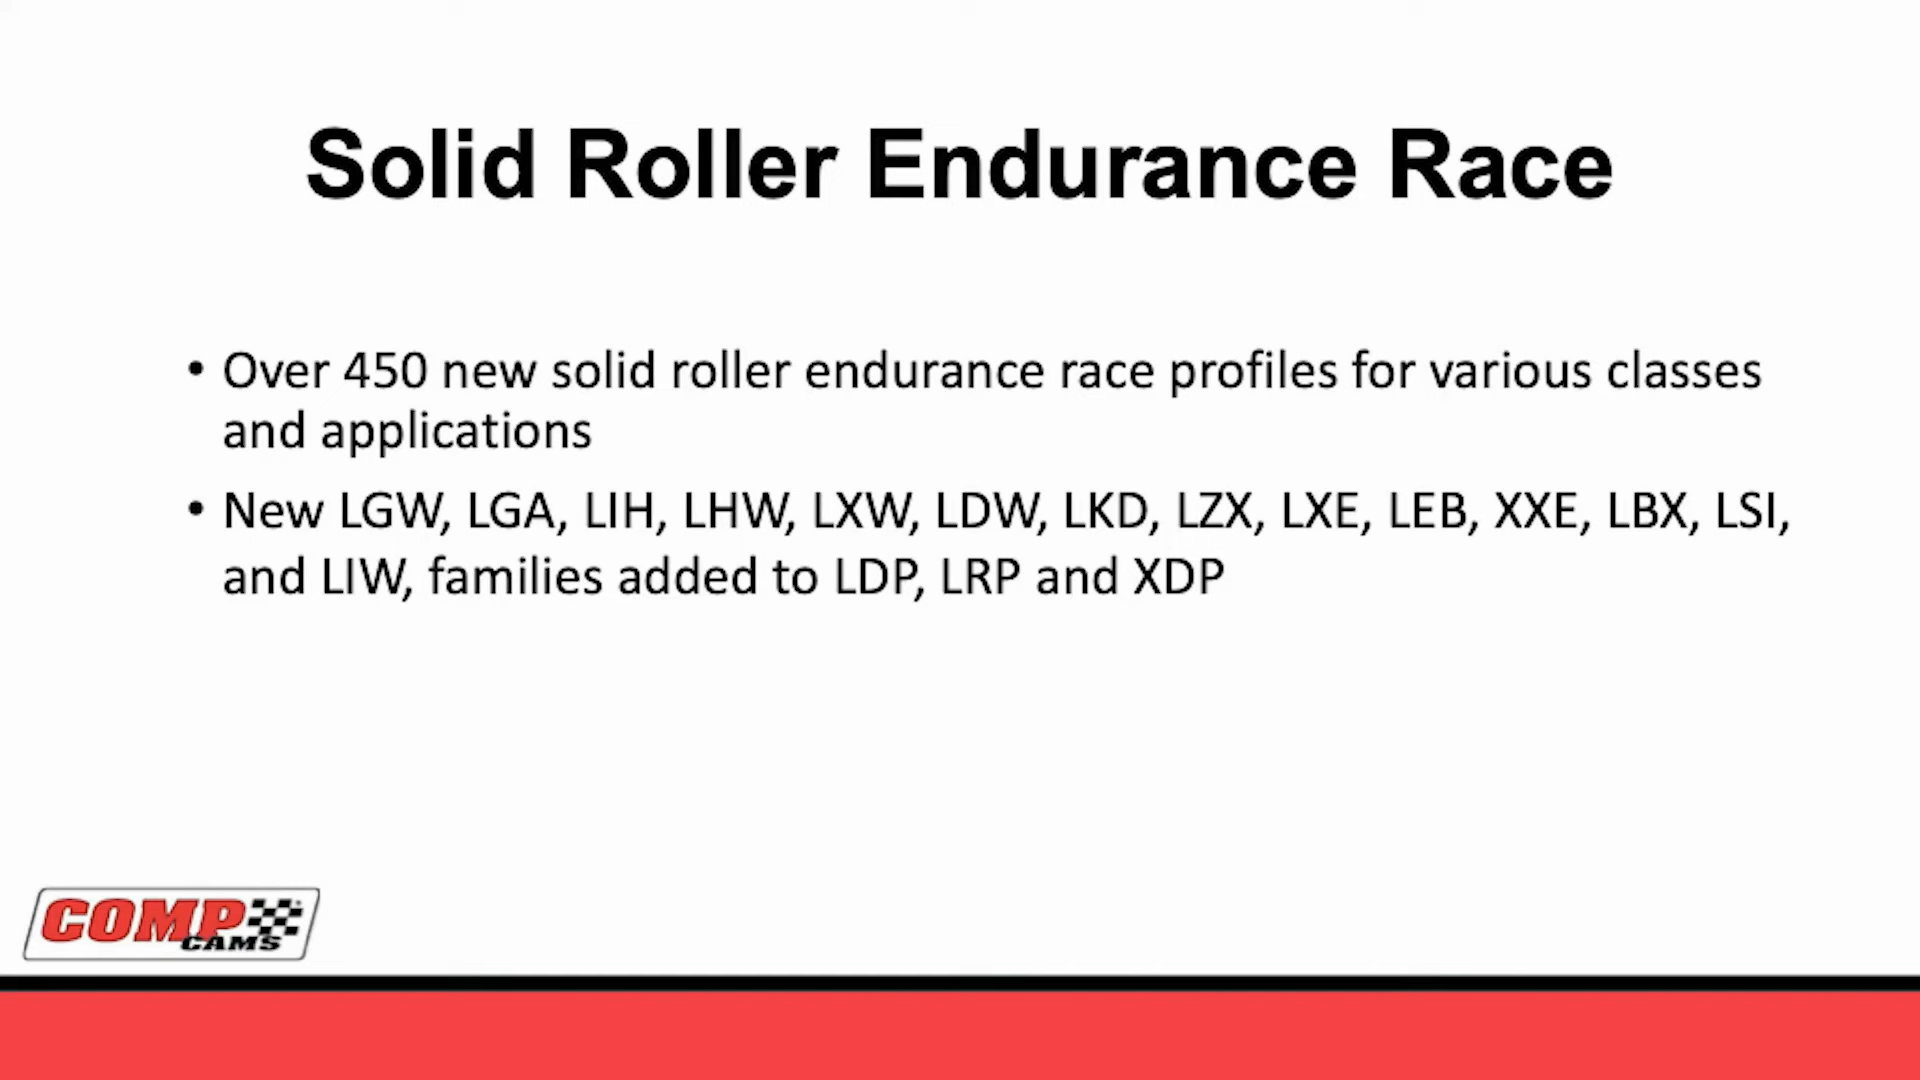 Solid Roller Endurance Race
• Over 450 new solid roller endurance race profiles for various classes
and applications
• New LGW, LGA, LIH, LHW, LXW, LDW, LKD, LZX, LXE, LEB, XXE, LBX, LSI,
and LIW, families added to LDP, LRP and XDP
COMP
CAMS